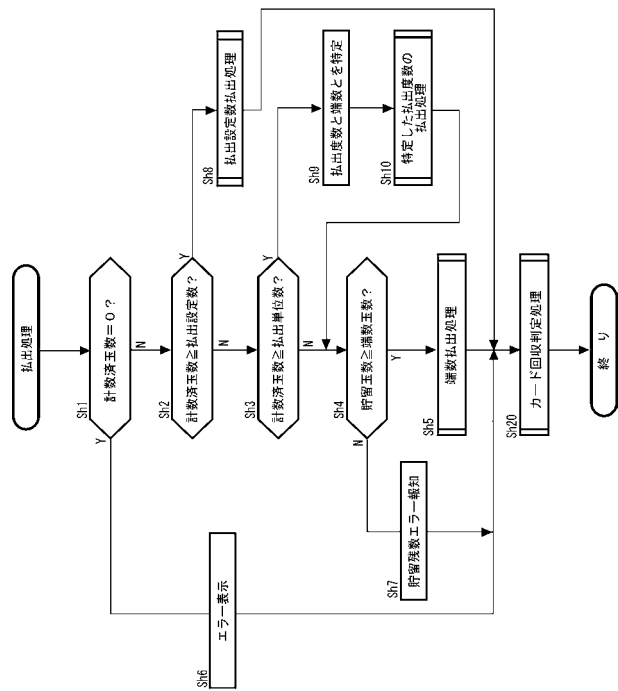 払出処理
Sh1
計数済玉数=０？
Y
N
Sh2
計数済玉数≧払出設定数？
Y
N
Sh8
払出設定数払出処理
Sh3
計数済玉数≧払出単位数？
Y
N
Sh9
払出度数と端数とを特定
Sh10
特定した払出度数の
払出処理
Sh4
貯留玉数≧端数玉数？
N
Y
Sh6
エラー表示
Sh7
貯留残数エラー報知
Sh5
端数払出処理
Sh20
カード回収判定処理
終 り